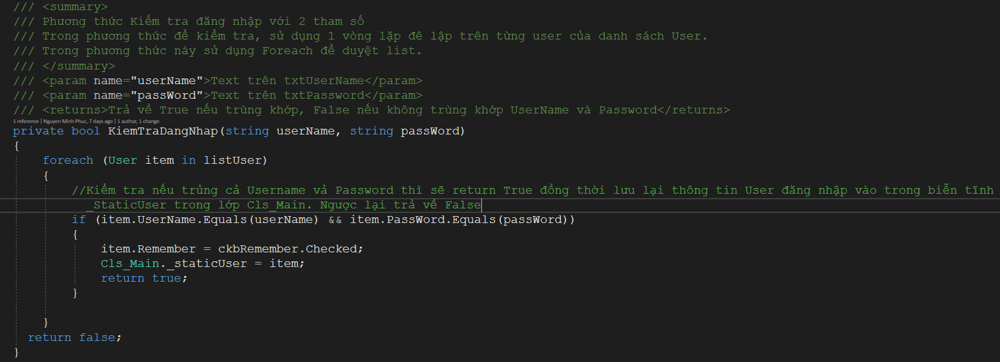 /// <summary>
/// Phương thức Kiểm tra đăng nhập với 2 tham số
/// Trong phương thức để kiểm tra, sử dụng 1 vòng lặp đê lập trên từng user của danh sách User.
/// Trong phương thức này sử dụng Foreach để duyệt list.
/// </summary>
/// <param name="userName">Text trên txtUserName</param>
/// <param name="passWord">Text trên txtPassword</param>
/// <returns>Trả về True nếu trùng khớp, False nếu không trùng khớp UserName và Password</returns>
1 reference | Nguyen Minh Phuc, 7 days ago | 1 author, 1 change
private bool KiemTraDangNhap(string userName, string passWord)
{
foreach (User item in listUser)
{
//Kiểm tra nếu trủng cả Username vả Password thì sẽ return True đồng thời lưu lại thông tin User đăng nhập vào trong biễn tĩnh
_StaticUser trong lớp Cls_Main. Ngược lại trả về False
if (item.UserName.Equals(userName) && item.PassWord.Equals(passWord))
{
item.Remember = ckbRemember.Checked;
Cls_Main._staticUser = item;
return true;
}
}
return false;
}